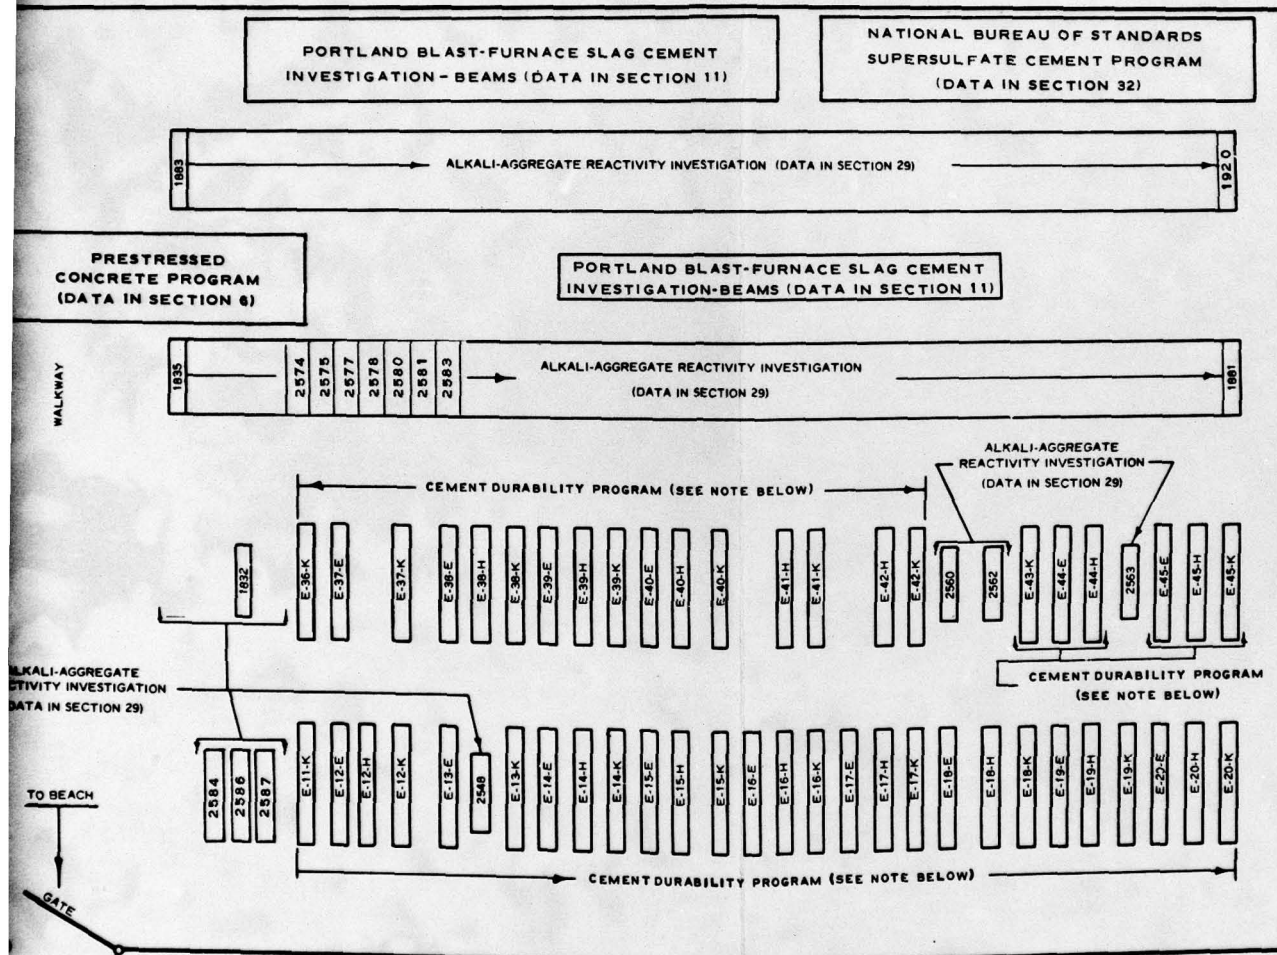 PORTLAND BLAST-FURNACE SLAG CEMENT
INVESTIGATION - BEAMS (DATA IN SECTION 11)
NATIONAL BUREAU OF STANDARDS
SUPERSULFATE CEMENT PROGRAM
(DATA IN SECTION 32)
1883
ALKALI-AGGREGATE REACTIVITY INVESTIGATION (DATA IN SECTION 29)
1920
PRESTRESSED
CONCRETE PROGRAM
(DATA IN SECTION 6)
PORTLAND BLAST-FURNACE SLAG CEMENT
INVESTIGATION-BEAMS (DATA IN SECTION 11)
WALKWAY
1835
2574
2575
2577
2578
2580
2581
2583
ALKALI-AGGREGATE REACTIVITY INVESTIGATION
(DATA IN SECTION 29)
1881
ALKALI-AGGREGATE
REACTIVITY INVESTIGATION
(DATA IN SECTION 29)
CEMENT DURABILITY PROGRAM (SEE NOTE BELOW)
1832
E-36-K
E-37-E
E-37-K
E-38-E
E-38-H
E-38-K
E-39-E
E-39-H
E-39-K
E-40-E
E-40-H
E-40-K
E-41-H
E-41-K
E-42-H
E-42-K
2560
2562
E-43-K
E-44-E
E-44-H
2563
E-45-E
E-45-H
E-45-K
CEMENT DURABILITY PROGRAM
(SEE NOTE BELOW)
ALKALI-AGGREGATE
CTIVITY INVESTIGATION
DATA IN SECTION 29)
2584
2586
2587
E-11-K
E-12-E
E-12-H
E-12-K
E-13-E
2548
E-13-K
E-14-E
E-14-H
E-14-K
E-15-E
E-15-H
E-15-K
E-16-E
E-16-H
E-16-K
E-17-E
E-17-H
E-17-K
E-18-E
E-18-H
E-18-K
E-19-E
E-19-H
E-19-K
E-20-E
E-20-H
E-20-K
TO BEACH
CEMENT DURABILITY PROGRAM (SEE NOTE BELOW)
GATE